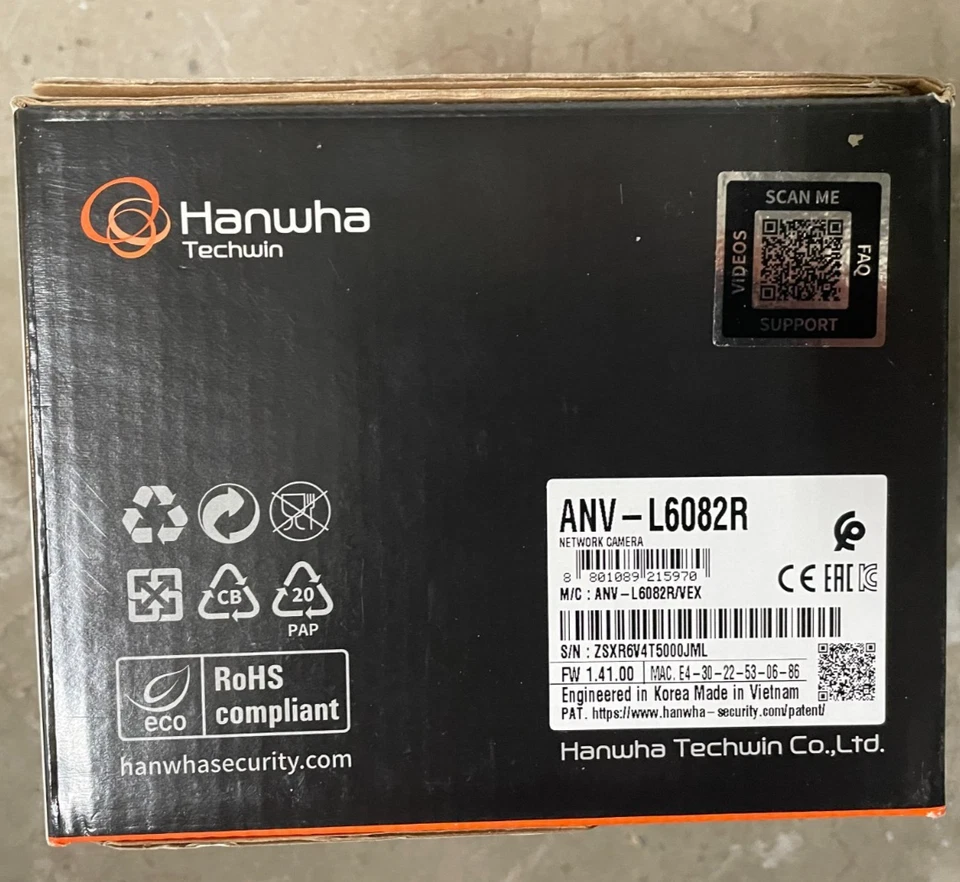 Hanwha
Techwin
SCAN ME
VIDEOS
FAQ
SUPPORT
CB
20
PAP
eco
RoHS
compliant
hanwhasecurity.com
ANV-L6082R
NETWORK CAMERA
8 801089 215970
M/C : ANV-L6082R/VEX
CE EAC
S/N : ZSXR6V4T5000JML
FW 1.41.00 MAC. E4-30-22-53-06-86
Engineered in Korea Made in Vietnam
PAT. https://www.hanwha-security.com/patent/
Hanwha Techwin Co.,Ltd.